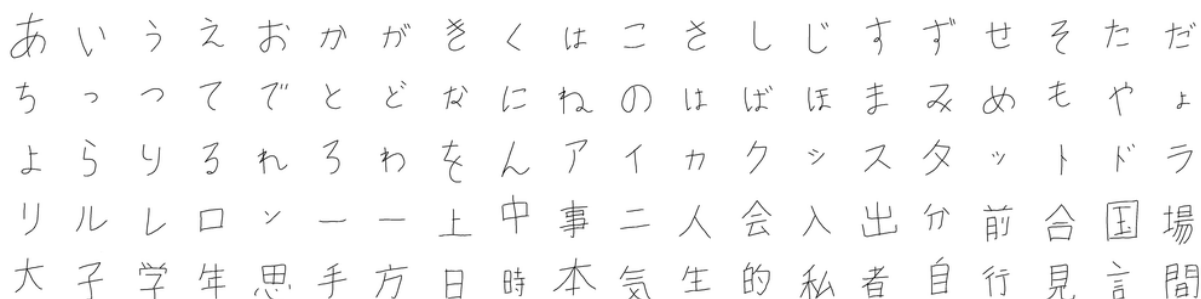 あ い う え お か が き く は こ さ し じ す ず せ そ た だ
ち っ つ て で と ど な に ね の は ば ほ ま み め も や ょ
よ ら り る れ ろ わ を ん ア イ カ ク シ ス タ ッ ト ド ラ
リ ル レ ロ ン ー 一 上 中 事 二 人 会 入 出 分 前 合 国 場
大 子 学 年 思 手 方 日 時 本 気 生 的 私 者 自 行 見 言 間